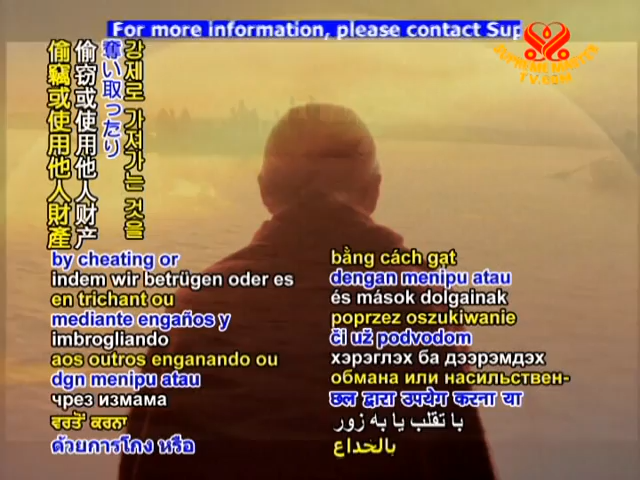 For more information, please contact Sup
SUPREME MASTER
TV.COM
강제로 가져가는 것을
奪い取ったり
偷窃或使用他人财产
偷竊或使用他人財產
by cheating or
indem wir betrügen oder es
en trichant ou
mediante engaños y
imbrogliando
aos outros enganando ou
dgn menipu atau
чрез измама
ਵਰਤੋਂ ਕਰਨਾ
ด้วยการโกง หรือ
bằng cách gạt
dengan menipu atau
és mások dolgainak
poprzez oszukiwanie
či už podvodom
хэрэглэх ба дээрэмдэх
обмана или насильствен-
छल द्वारा उपयेग करना या
با تقلب یا به زور
بالخداع